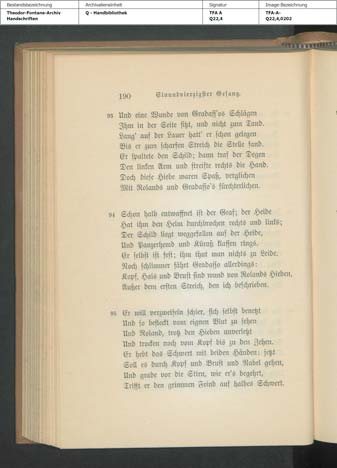 Bestandsbezeichnung Archivalieneinheit Signatur Image-Bezeichnung
Theodor-Fontane-Archiv Q - Handbibliothek TFA A TFA-A-
Handschriften Q22,4 Q22,4,0202
190 Einundvierzigster Gesang.
93 Und eine Wunde von Gradasso's Schlägen
Ihm in der Seite sitzt, und nicht zum Tand.
Lang' auf der Lauer hatt' er schon gelegen
Bis er zum scharfen Streich die Stelle fand.
Er spaltete den Schild; dann traf der Degen
Den linken Arm und streifte rechts die Hand.
Doch diese Hiebe waren Spaß, verglichen
Mit Rolands und Gradasso's fürchterlichen.
94 Schon halb entwaffnet ist der Graf; der Heide
Hat ihm den Helm durchbrochen rechts und links;
Der Schild liegt weggefallen auf der Heide,
Und Panzerhemd und klaffen rings.
Er selbst ist fest; ihm that man nichts zu Leide.
Noch schlimmer fährt Gradasso allerdings:
Kopf, Hals und Brust sind wund von Rolands Hieben,
Außer dem ersten Streich, den ich beschrieben.
95 Er will verzweifeln schier, sich selbst benetzt
Und so befleckt vom eignen Blut zu sehen
Und Roland, trotz den Hieben unverletzt
Und trocken noch vom Kopf bis zu den Zehen.
Er hebt das Schwert mit beiden Händen: jetzt
Soll es durch Kopf und Brust und Nabel gehen,
Und grade vor die Stirn, wie er's begehrt,
Trifft er den grimmen Feind auf halbes Schwert.